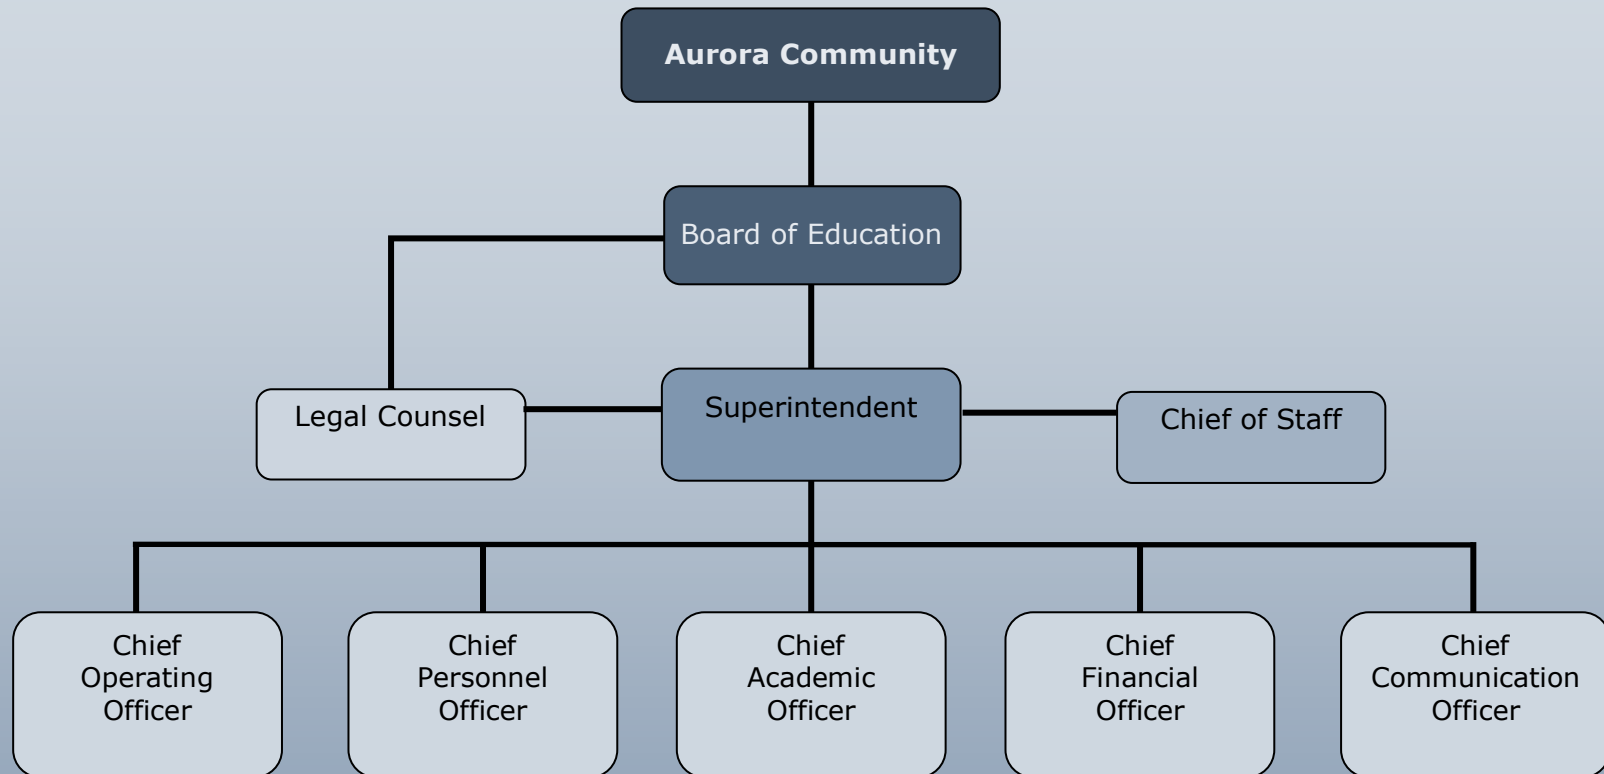 Aurora Community
Board of Education
Legal Counsel
Superintendent
Chief of Staff
Chief
Operating
Officer
Chief
Personnel
Officer
Chief
Academic
Officer
Chief
Financial
Officer
Chief
Communication
Officer